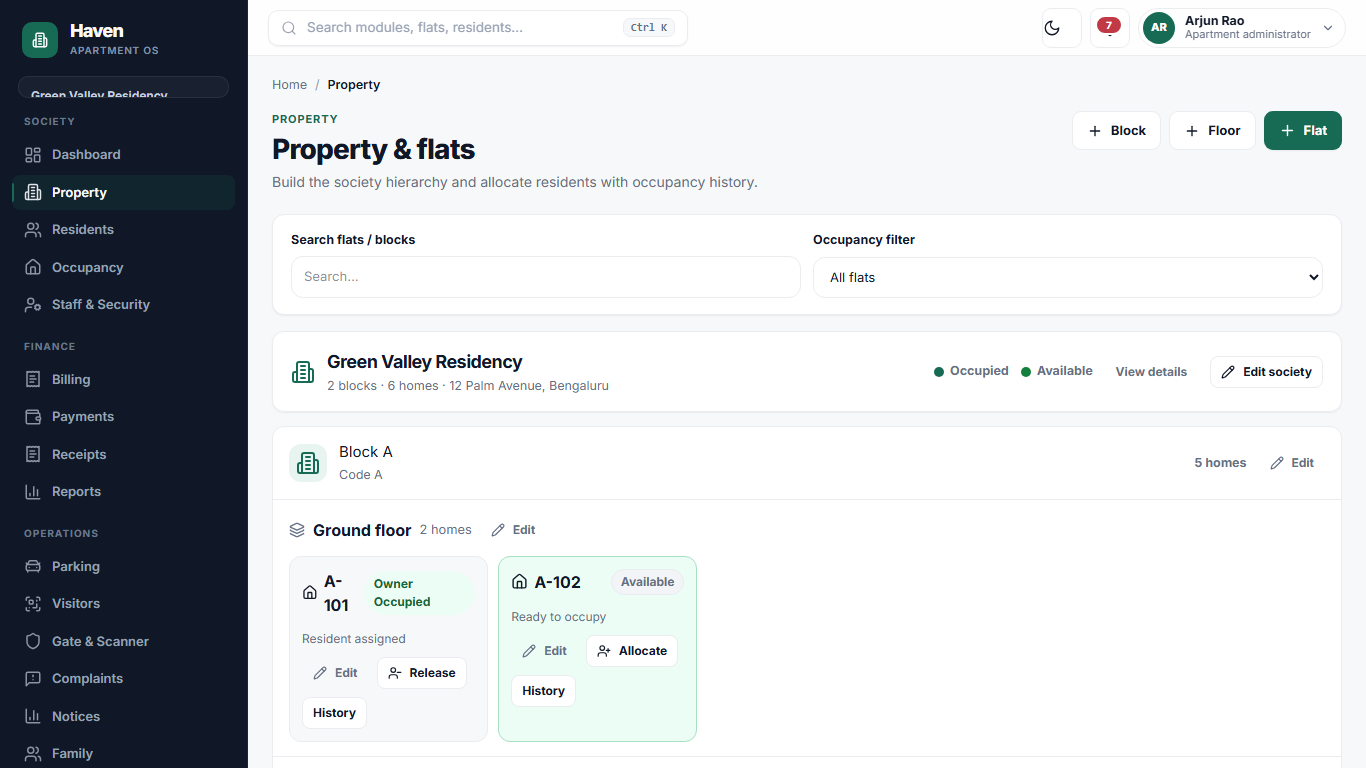 Haven
APARTMENT OS
Green Valley Residency
SOCIETY
Dashboard
Property
Residents
Occupancy
Staff & Security
FINANCE
Billing
Payments
Receipts
Reports
OPERATIONS
Parking
Visitors
Gate & Scanner
Complaints
Notices
Family
Search modules, flats, residents...
Ctrl K
7
AR
Arjun Rao
Apartment administrator
Home / Property
PROPERTY
Property & flats
Build the society hierarchy and allocate residents with occupancy history.
+ Block
+ Floor
+ Flat
Search flats / blocks
Search...
Occupancy filter
All flats
Green Valley Residency
2 blocks · 6 homes · 12 Palm Avenue, Bengaluru
Occupied
Available
View details
Edit society
Block A
Code A
5 homes
Edit
Ground floor
2 homes
Edit
A-
101
Owner
Occupied
Resident assigned
Edit
Release
History
A-102
Available
Ready to occupy
Edit
Allocate
History